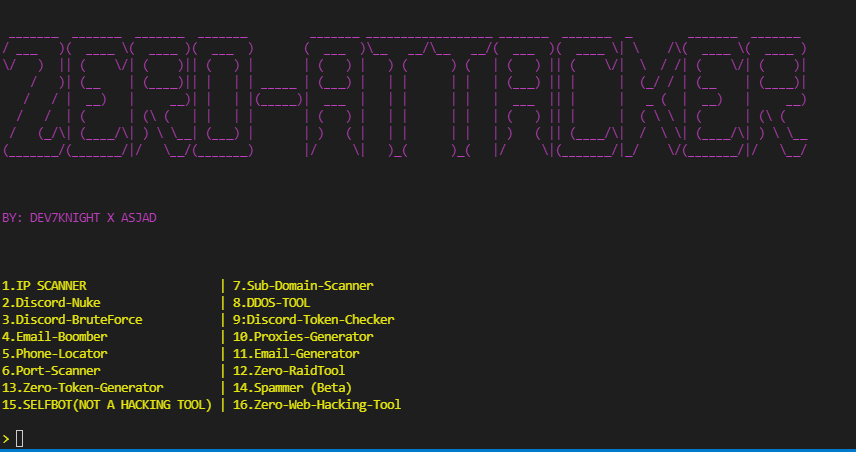 ZERO-ATTACKER
BY: DEV7KNIGHT X ASJAD
1.IP SCANNER | 7.Sub-Domain-Scanner
2.Discord-Nuke | 8.DDOS-TOOL
3.Discord-BruteForce | 9:Discord-Token-Checker
4.Email-Boomber | 10.Proxies-Generator
5.Phone-Locator | 11.Email-Generator
6.Port-Scanner | 12.Zero-RaidTool
13.Zero-Token-Generator | 14.Spammer (Beta)
15.SELFBOT(NOT A HACKING TOOL) | 16.Zero-Web-Hacking-Tool
>